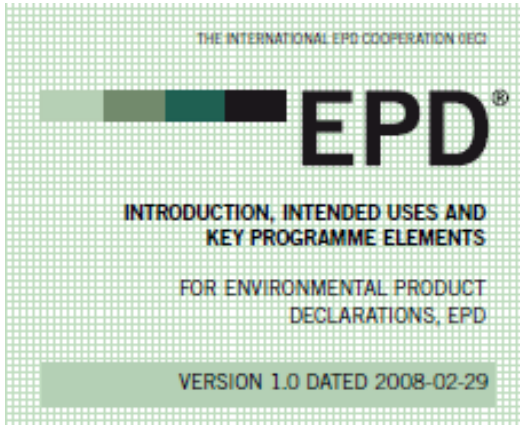 THE INTERNATIONAL EPD COOPERATION (IEC)
EPD®
INTRODUCTION, INTENDED USES AND
KEY PROGRAMME ELEMENTS
FOR ENVIRONMENTAL PRODUCT
DECLARATIONS, EPD
VERSION 1.0 DATED 2008-02-29